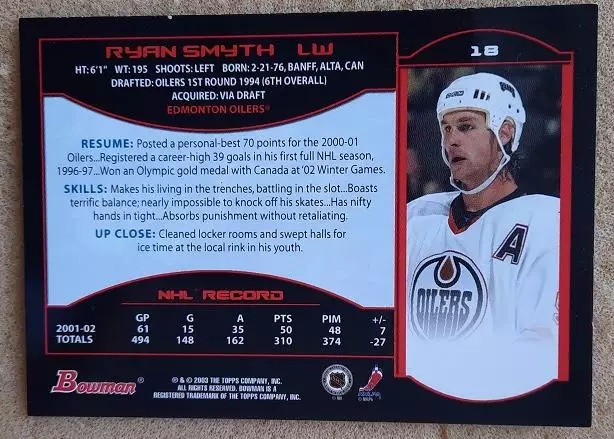 RYAN SMYTH LW
18
HT: 6'1" WT: 195 SHOOTS: LEFT BORN: 2-21-76, BANFF, ALTA, CAN
DRAFTED: OILERS 1ST ROUND 1994 (6TH OVERALL)
ACQUIRED: VIA DRAFT
EDMONTON OILERS®
RESUME: Posted a personal-best 70 points for the 2000-01
Oilers...Registered a career-high 39 goals in his first full NHL season,
1996-97...Won an Olympic gold medal with Canada at '02 Winter Games.
SKILLS: Makes his living in the trenches, battling in the slot...Boasts
terrific balance; nearly impossible to knock off his skates...Has nifty
hands in tight...Absorbs punishment without retaliating.
UP CLOSE: Cleaned locker rooms and swept halls for
ice time at the local rink in his youth.
NHL RECORD
GP G A PTS PIM +/-
2001-02 61 15 35 50 48 7
TOTALS 494 148 162 310 374 -27
A
OILERS
Bowman®
® & © 2003 THE TOPPS COMPANY, INC.
ALL RIGHTS RESERVED. BOWMAN IS A
REGISTERED TRADEMARK OF THE TOPPS COMPANY, INC.